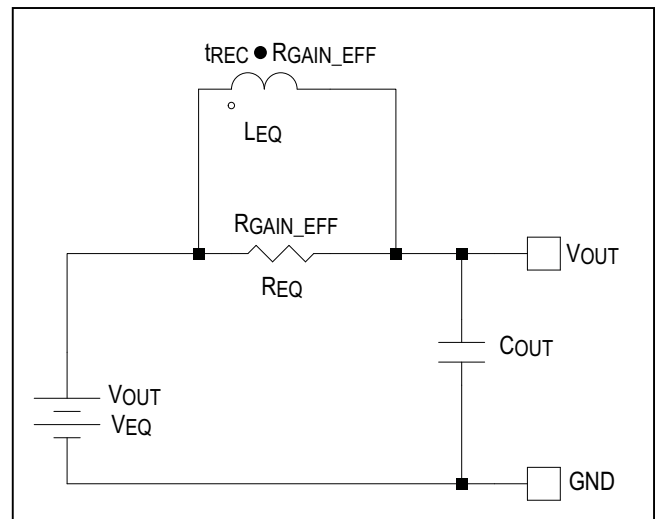 tREC ● RGAIN_EFF
LEQ
RGAIN_EFF
REQ
VOUT
COUT
VOUT
VEQ
GND